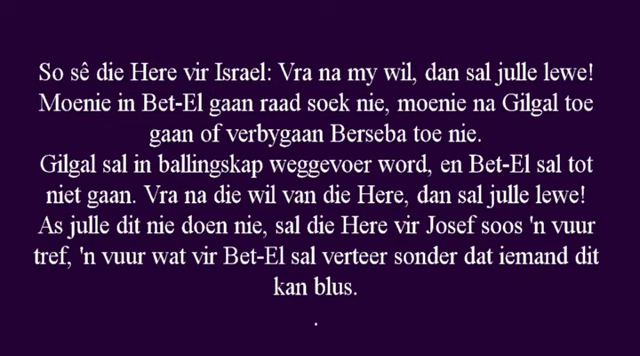 So sê die Here vir Israel: Vra na my wil, dan sal julle lewe!
Moenie in Bet-El gaan raad soek nie, moenie na Gilgal toe
gaan of verbygaan Berseba toe nie.
Gilgal sal in ballingskap weggevoer word, en Bet-El sal tot
niet gaan. Vra na die wil van die Here, dan sal julle lewe!
As julle dit nie doen nie, sal die Here vir Josef soos 'n vuur
tref, 'n vuur wat vir Bet-El sal verteer sonder dat iemand dit
kan blus.
.